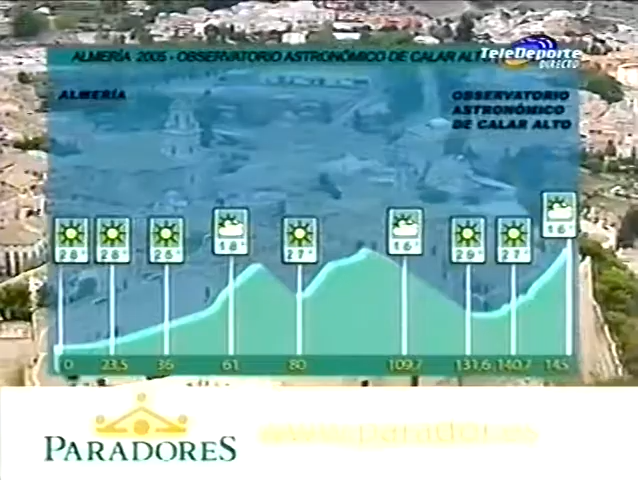 ALMERÍA 2005 - OBSERVATORIO ASTRONÓMICO DE CALAR ALTO
TeleDeporte
DIRECTO
ALMERÍA
OBSERVATORIO
ASTRONÓMICO
DE CALAR ALTO
28° 28° 25° 18° 27° 16° 29° 27° 16°
0 23,5 36 61 80 109,7 131,6 140,7 145
PARADORES